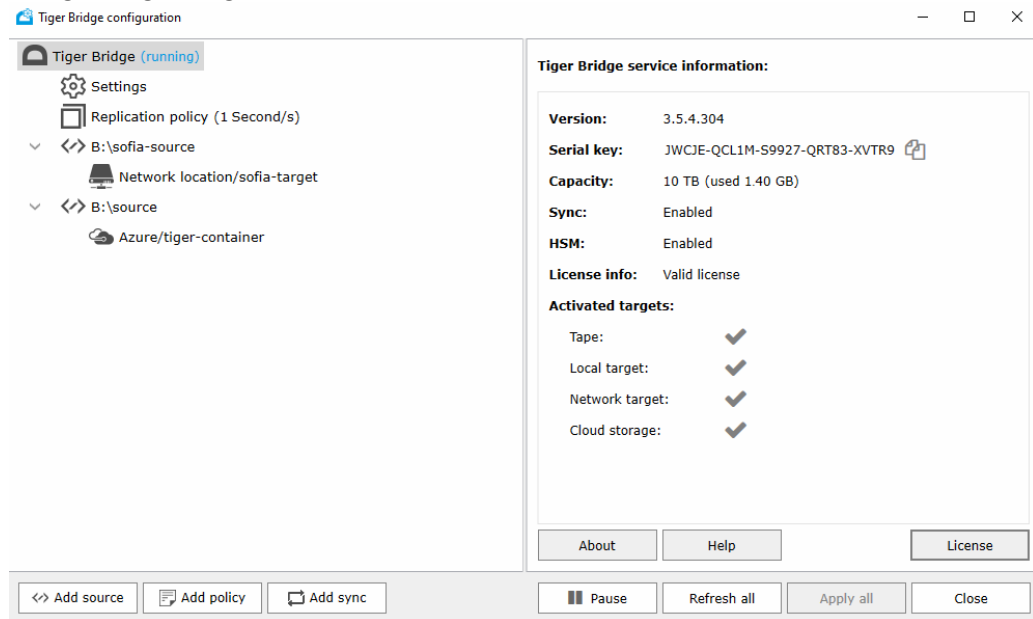 Tiger Bridge configuration
Tiger Bridge (running)
Settings
Replication policy (1 Second/s)
B:\sofia-source
Network location/sofia-target
B:\source
Azure/tiger-container
Tiger Bridge service information:
Version: 3.5.4.304
Serial key: JWCJE-QCL1M-S9927-QRT83-XVTR9
Capacity: 10 TB (used 1.40 GB)
Sync: Enabled
HSM: Enabled
License info: Valid license
Activated targets:
Tape:
Local target:
Network target:
Cloud storage:
About Help License
Add source Add policy Add sync Pause Refresh all Apply all Close